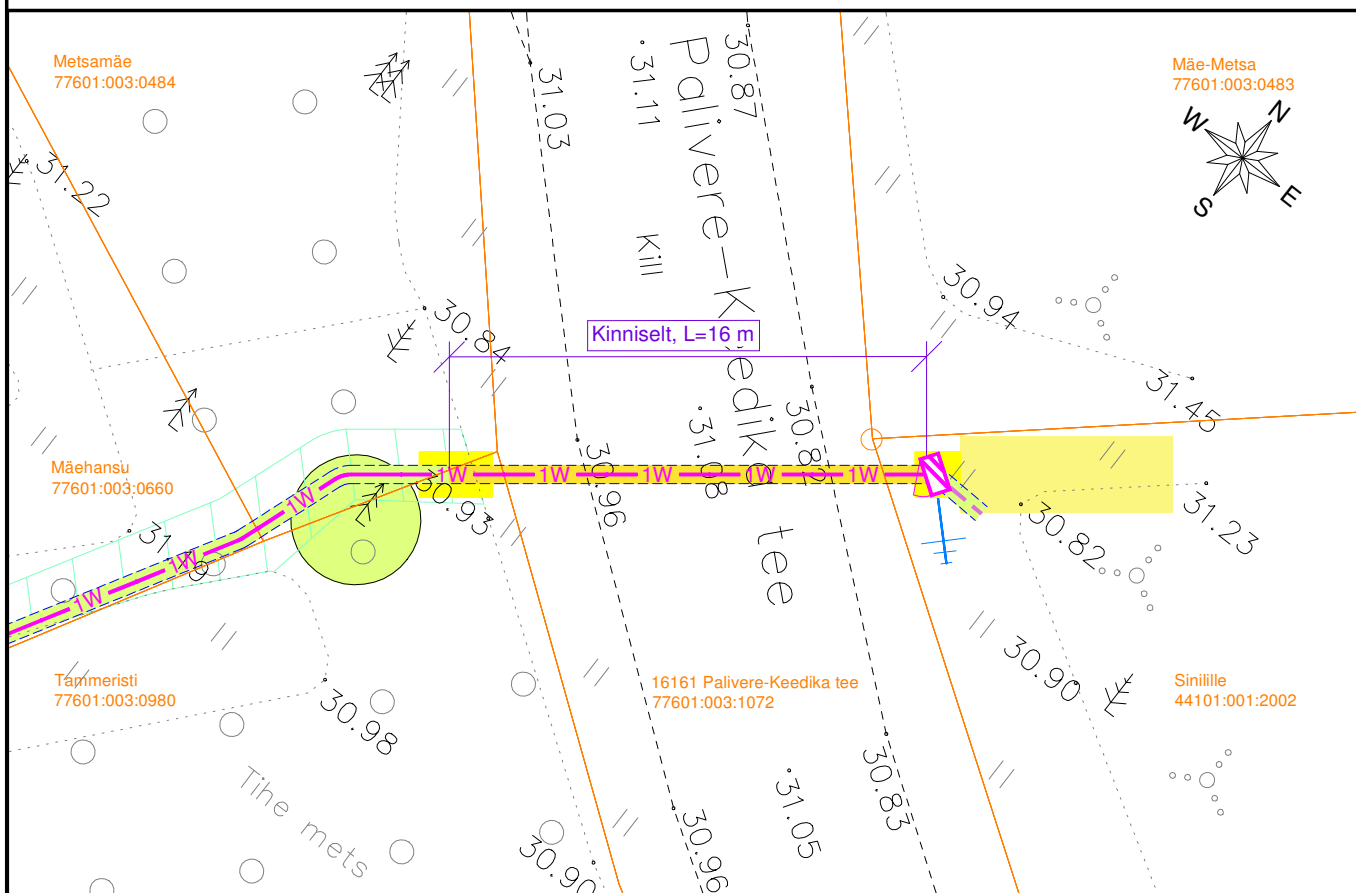 Metsamäe
77601:003:0484
Mäe-Metsa
77601:003:0483
W
N
S
E
30.87
31.11
31.03
31.22
Palivere-Keedika tee
Kill
30.84
30.94
Kinniselt, L=16 m
31.45
30.82
31.08
30.96
1W
1W
1W
1W
1W
1W
1W
1W
30.93
Mäehansu
77601:003:0660
30.82
31.23
Tammeristi
77601:003:0980
16161 Palivere-Keedika tee
77601:003:1072
30.90
Sinilille
44101:001:2002
30.98
Tihe mets
30.83
31.05
30.96
30.90